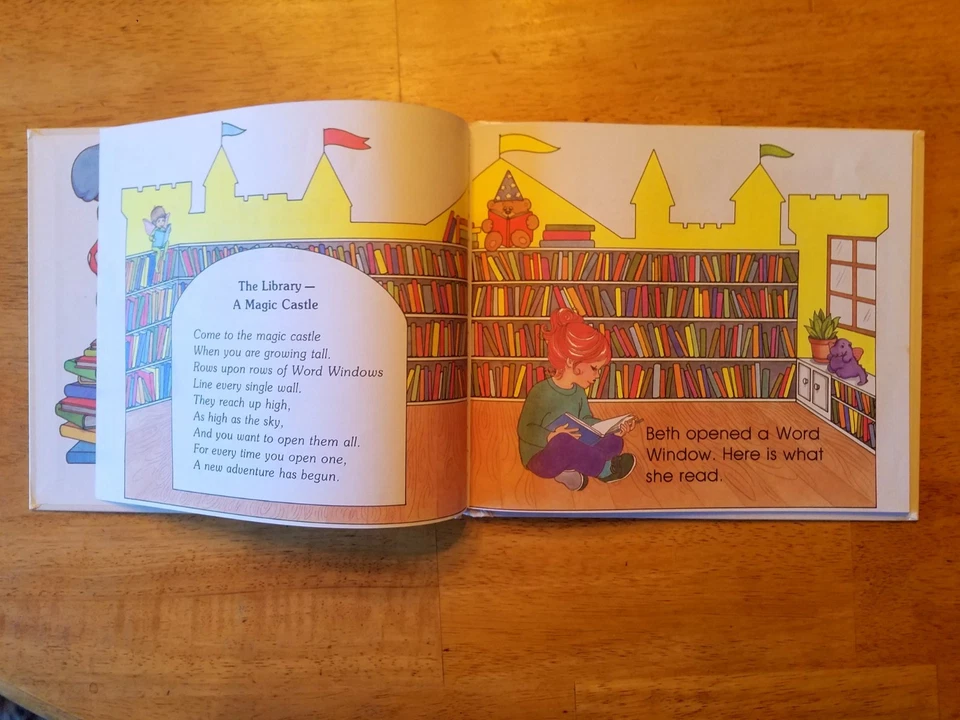 The Library —
A Magic Castle
Come to the magic castle
When you are growing tall.
Rows upon rows of Word Windows
Line every single wall.
They reach up high,
As high as the sky,
And you want to open them all.
For every time you open one,
A new adventure has begun.
Beth opened a Word
Window. Here is what
she read.